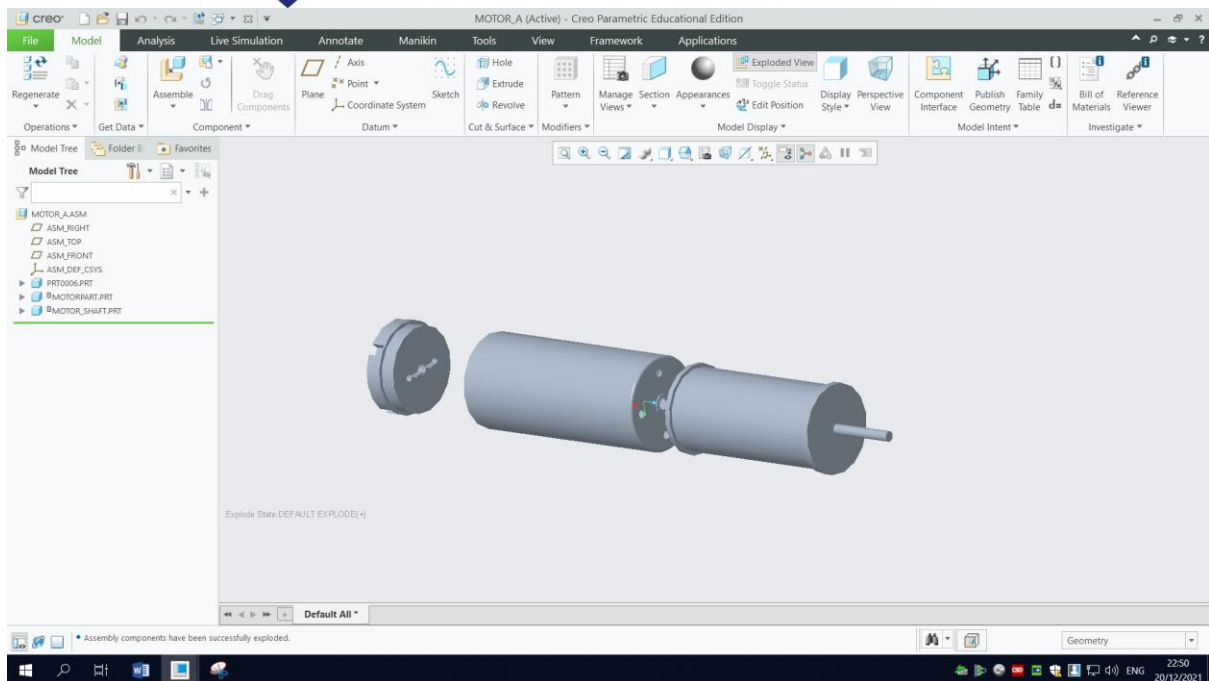 creo MOTOR_A (Active) - Creo Parametric Educational Edition
File Model Analysis Live Simulation Annotate Manikin Tools View Framework Applications
Regenerate
Operations
Get Data
Assemble
Drag Components
Component
Plane
Axis
Point
Coordinate System
Sketch
Datum
Hole
Extrude
Revolve
Cut & Surface
Pattern
Modifiers
Manage Views
Section
Appearances
Exploded View
Toggle Status
Edit Position
Display Style
Perspective View
Model Display
Component Interface
Publish Geometry
Family Table
d=
Model Intent
Bill of Materials
Reference Viewer
Investigate
Model Tree Folder B Favorites
Model Tree
MOTOR_A.ASM
ASM_RIGHT
ASM_TOP
ASM_FRONT
ASM_DEF_CSYS
PRT0006.PRT
MOTORPART.PRT
MOTOR_SHAFT.PRT
Explode State:DEFAULT EXPLODE(+)
Default All *
Assembly components have been successfully exploded.
Geometry
ENG 22:50
20/12/2021